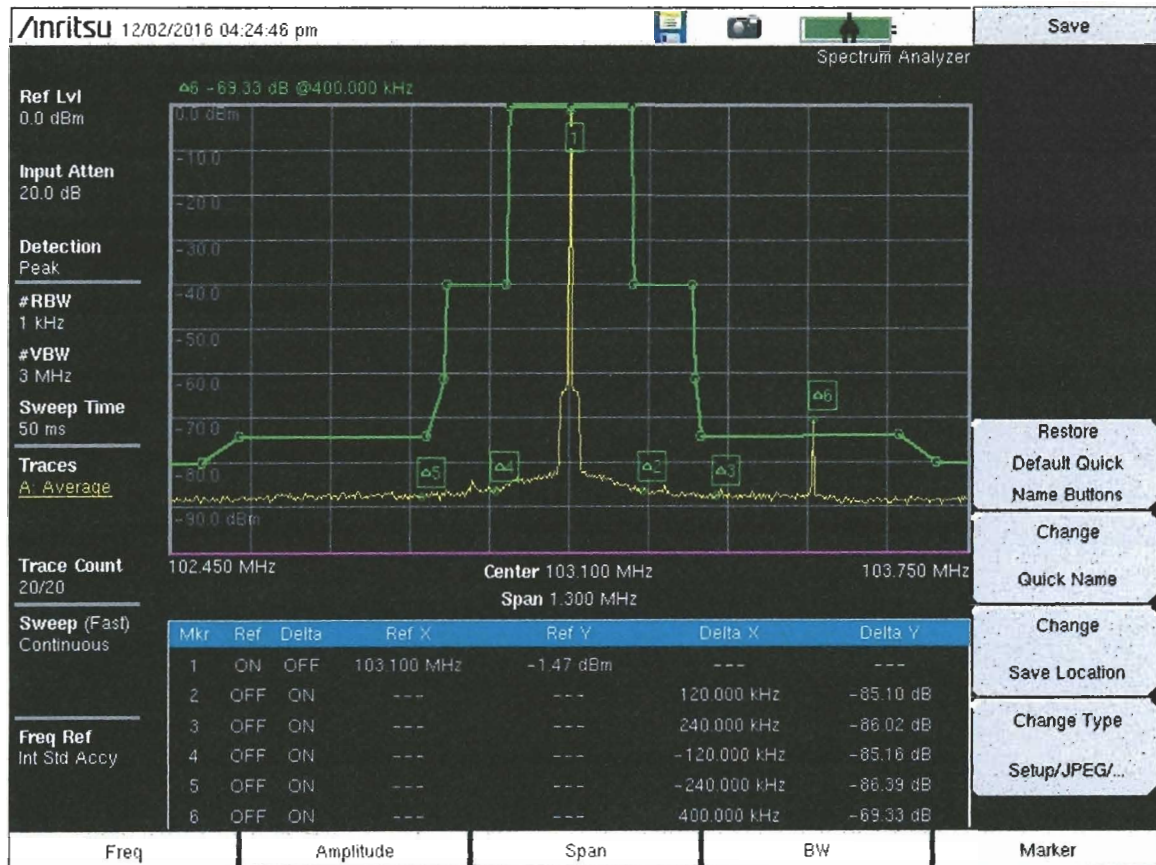 Anritsu 12/02/2016 04:24:46 pm
Save
Spectrum Analyzer
Ref Lvl
0.0 dBm
Input Atten
20.0 dB
Detection
Peak
#RBW
1 kHz
#VBW
3 MHz
Sweep Time
50 ms
Traces
A: Average
Trace Count
20/20
Sweep (Fast)
Continuous
Freq Ref
Int Std Accy
Δ6 -69.33 dB @400.000 kHz
0.0 dBm
-10.0
-20.0
-30.0
-40.0
-50.0
-60.0
-70.0
-80.0
-90.0 dBm
1
Δ6
Δ5
Δ4
Δ2
Δ3
102.450 MHz
Center 103.100 MHz
103.750 MHz
Span 1.300 MHz
Mkr Ref Delta Ref X Ref Y Delta X Delta Y
1 ON OFF 103.100 MHz -1.47 dBm --- ---
2 OFF ON --- --- 120.000 kHz -85.10 dB
3 OFF ON --- --- 240.000 kHz -86.02 dB
4 OFF ON --- --- -120.000 kHz -85.16 dB
5 OFF ON --- --- -240.000 kHz -86.39 dB
6 OFF ON --- --- 400.000 kHz -69.33 dB
Restore
Default Quick
Name Buttons
Change
Quick Name
Change
Save Location
Change Type
Setup/JPEG/...
Freq
Amplitude
Span
BW
Marker